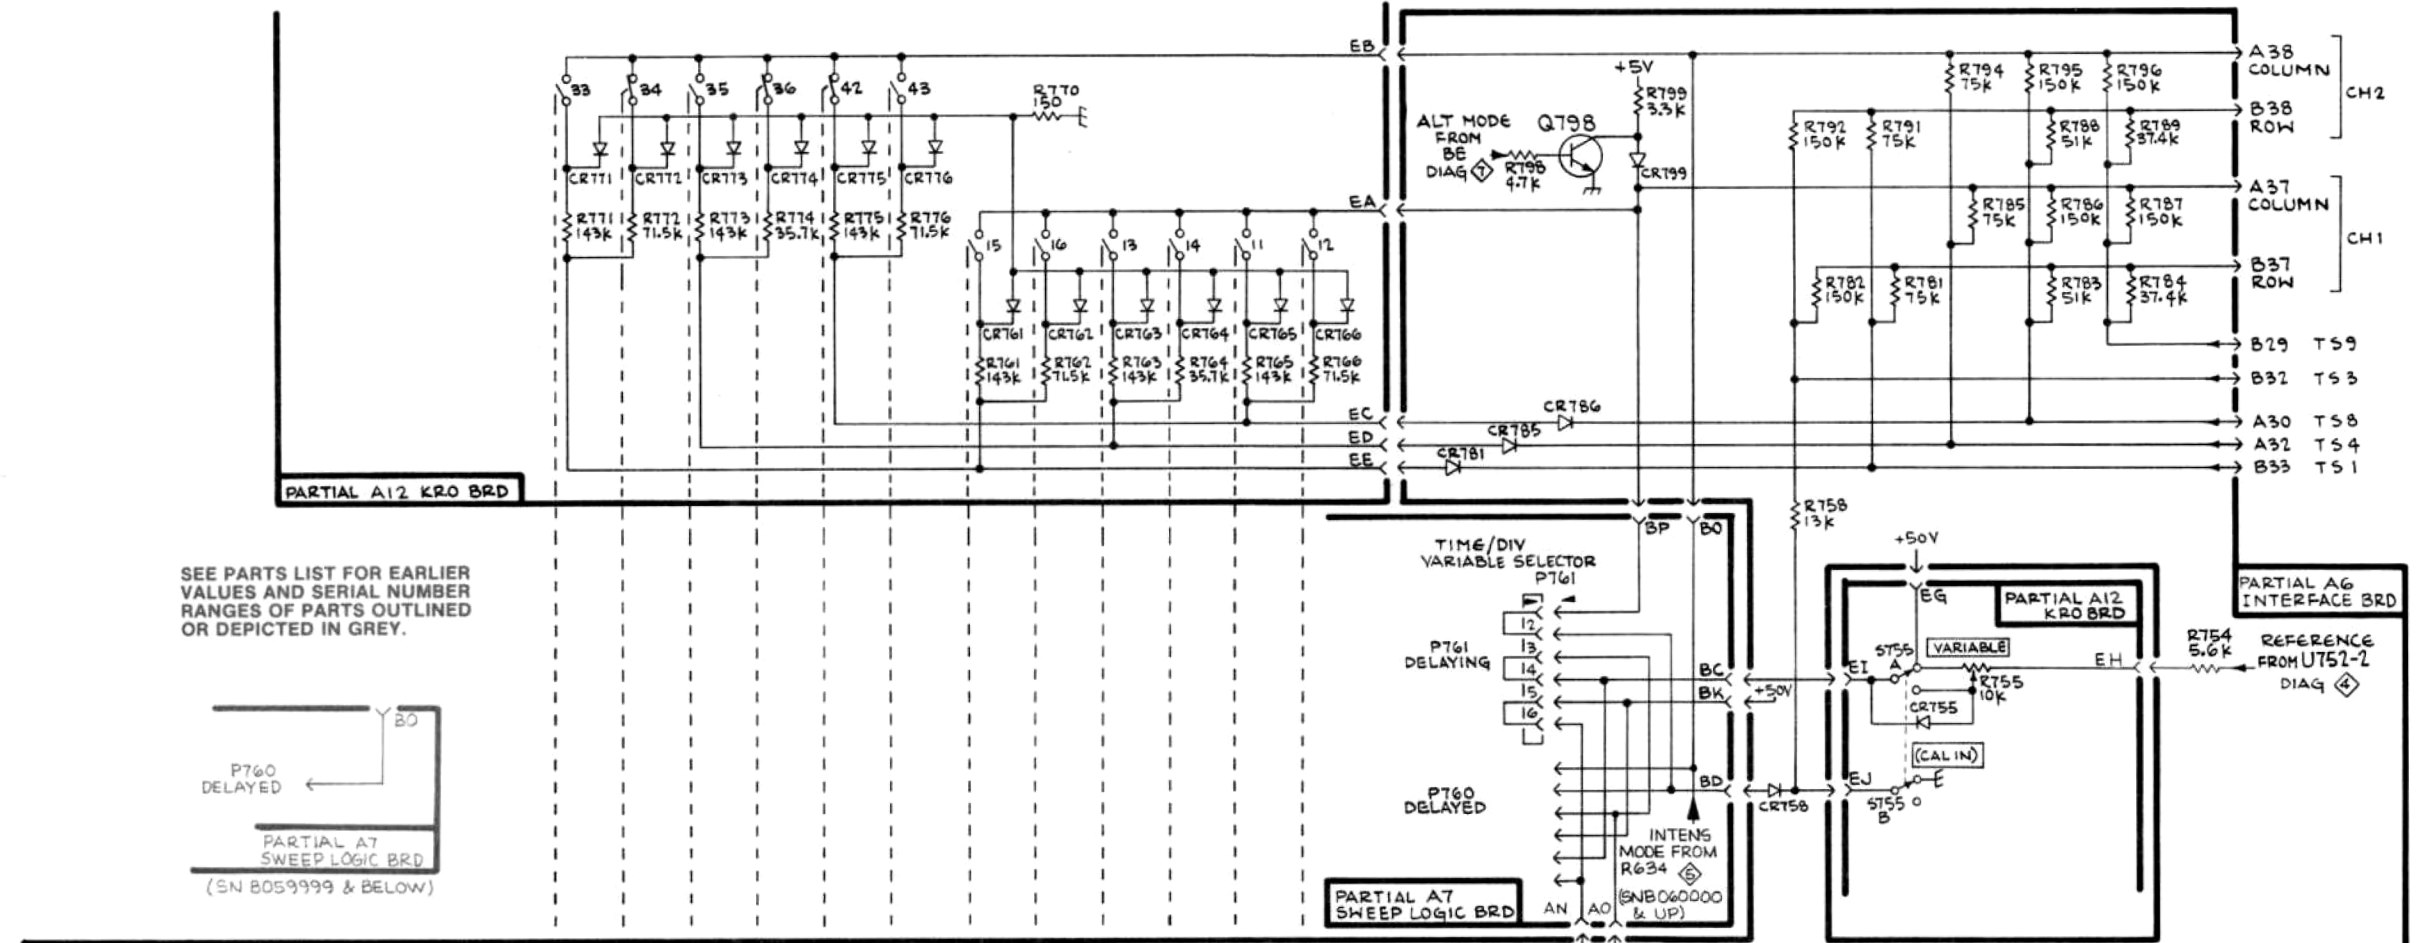 EB
A38
COLUMN
CH2
B38
ROW
33
34
35
36
42
43
R770
150
+5V
R799
3.3K
R794
75K
R795
150K
R796
150K
ALT MODE
FROM
BE
DIAG 7
Q798
R798
4.7K
CR799
R792
150K
R791
75K
R788
51K
R789
37.4K
CR771
CR772
CR773
CR774
CR775
CR776
EA
A37
COLUMN
CH1
R771
143K
R772
71.5K
R773
143K
R774
35.7K
R775
143K
R776
71.5K
R785
75K
R786
150K
R787
150K
15
16
13
14
11
12
B37
ROW
R782
150K
R781
75K
R783
51K
R784
37.4K
CR761
CR762
CR763
CR764
CR765
CR766
B29 TS9
R761
143K
R762
71.5K
R763
143K
R764
35.7K
R765
143K
R766
71.5K
B32 TS3
EC
CR786
A30 TS8
ED
CR785
A32 TS4
EE
CR781
B33 TS1
PARTIAL A12 KRO BRD
R758
13K
BP
BO
TIME/DIV
VARIABLE SELECTOR
P761
12
13
14
15
16
P761
DELAYING
BC
BK
+50V
BD
CR758
P760
DELAYED
INTENS
MODE FROM
R634 5
(SN B060000
& UP)
PARTIAL A7
SWEEP LOGIC BRD
AN
AO
SEE PARTS LIST FOR EARLIER
VALUES AND SERIAL NUMBER
RANGES OF PARTS OUTLINED
OR DEPICTED IN GREY.
BO
P760
DELAYED
PARTIAL A7
SWEEP LOGIC BRD
(SN B059999 & BELOW)
+50V
EG
PARTIAL A12
KRO BRD
PARTIAL A6
INTERFACE BRD
EI
S755
A
VARIABLE
R755
10K
CR755
EH
R754
5.6K
REFERENCE
FROM U752-2
DIAG 4
(CAL IN)
EJ
S755
B